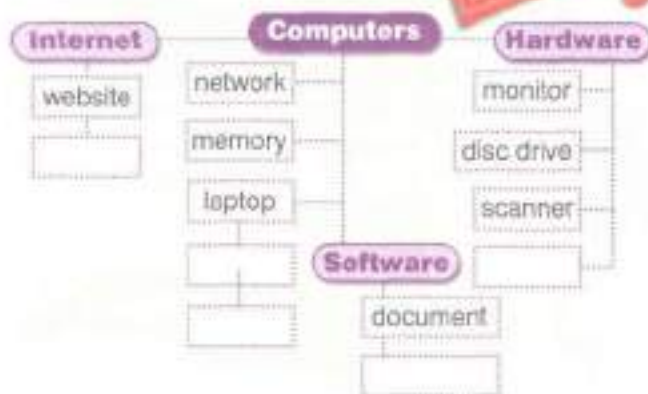 Computers
Internet
website
network
memory
laptop
Hardware
monitor
disc drive
scanner
Software
document